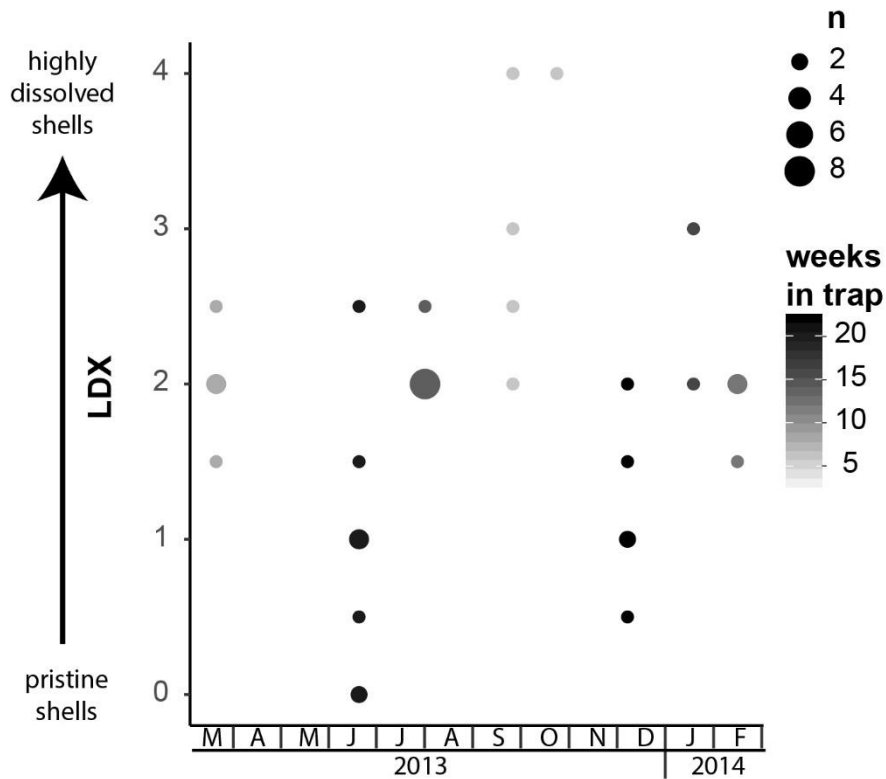 highly
dissolved
shells
LDX
pristine
shells
4
3
2
1
0
M A M J J A S O N D J F
2013 2014
n
2
4
6
8
weeks
in trap
20
15
10
5